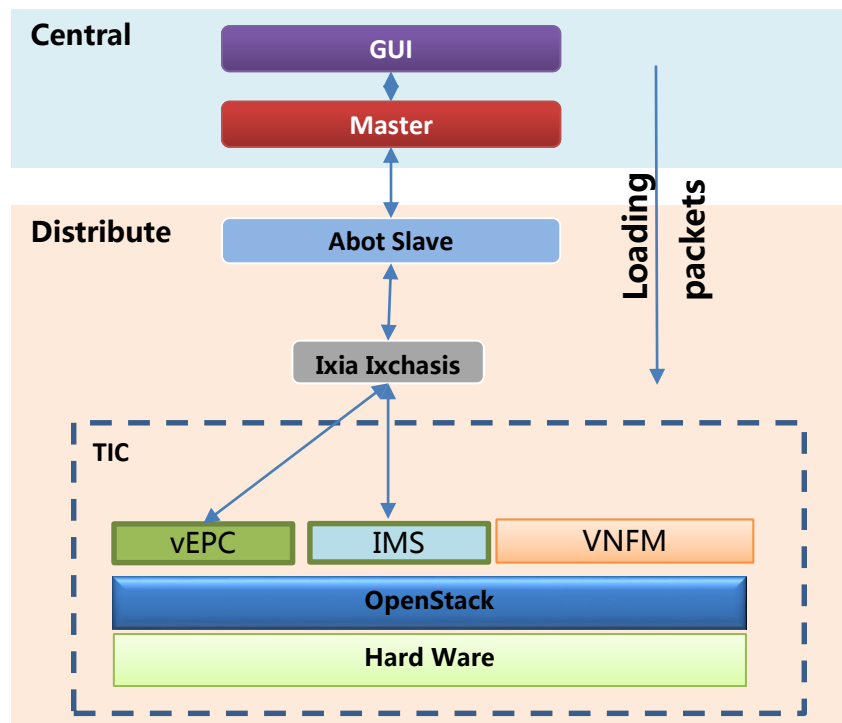 Central
GUI
Master
Loading
packets
Distribute
Abot Slave
Ixia Ixchasis
TIC
vEPC
IMS
VNFM
OpenStack
Hard Ware